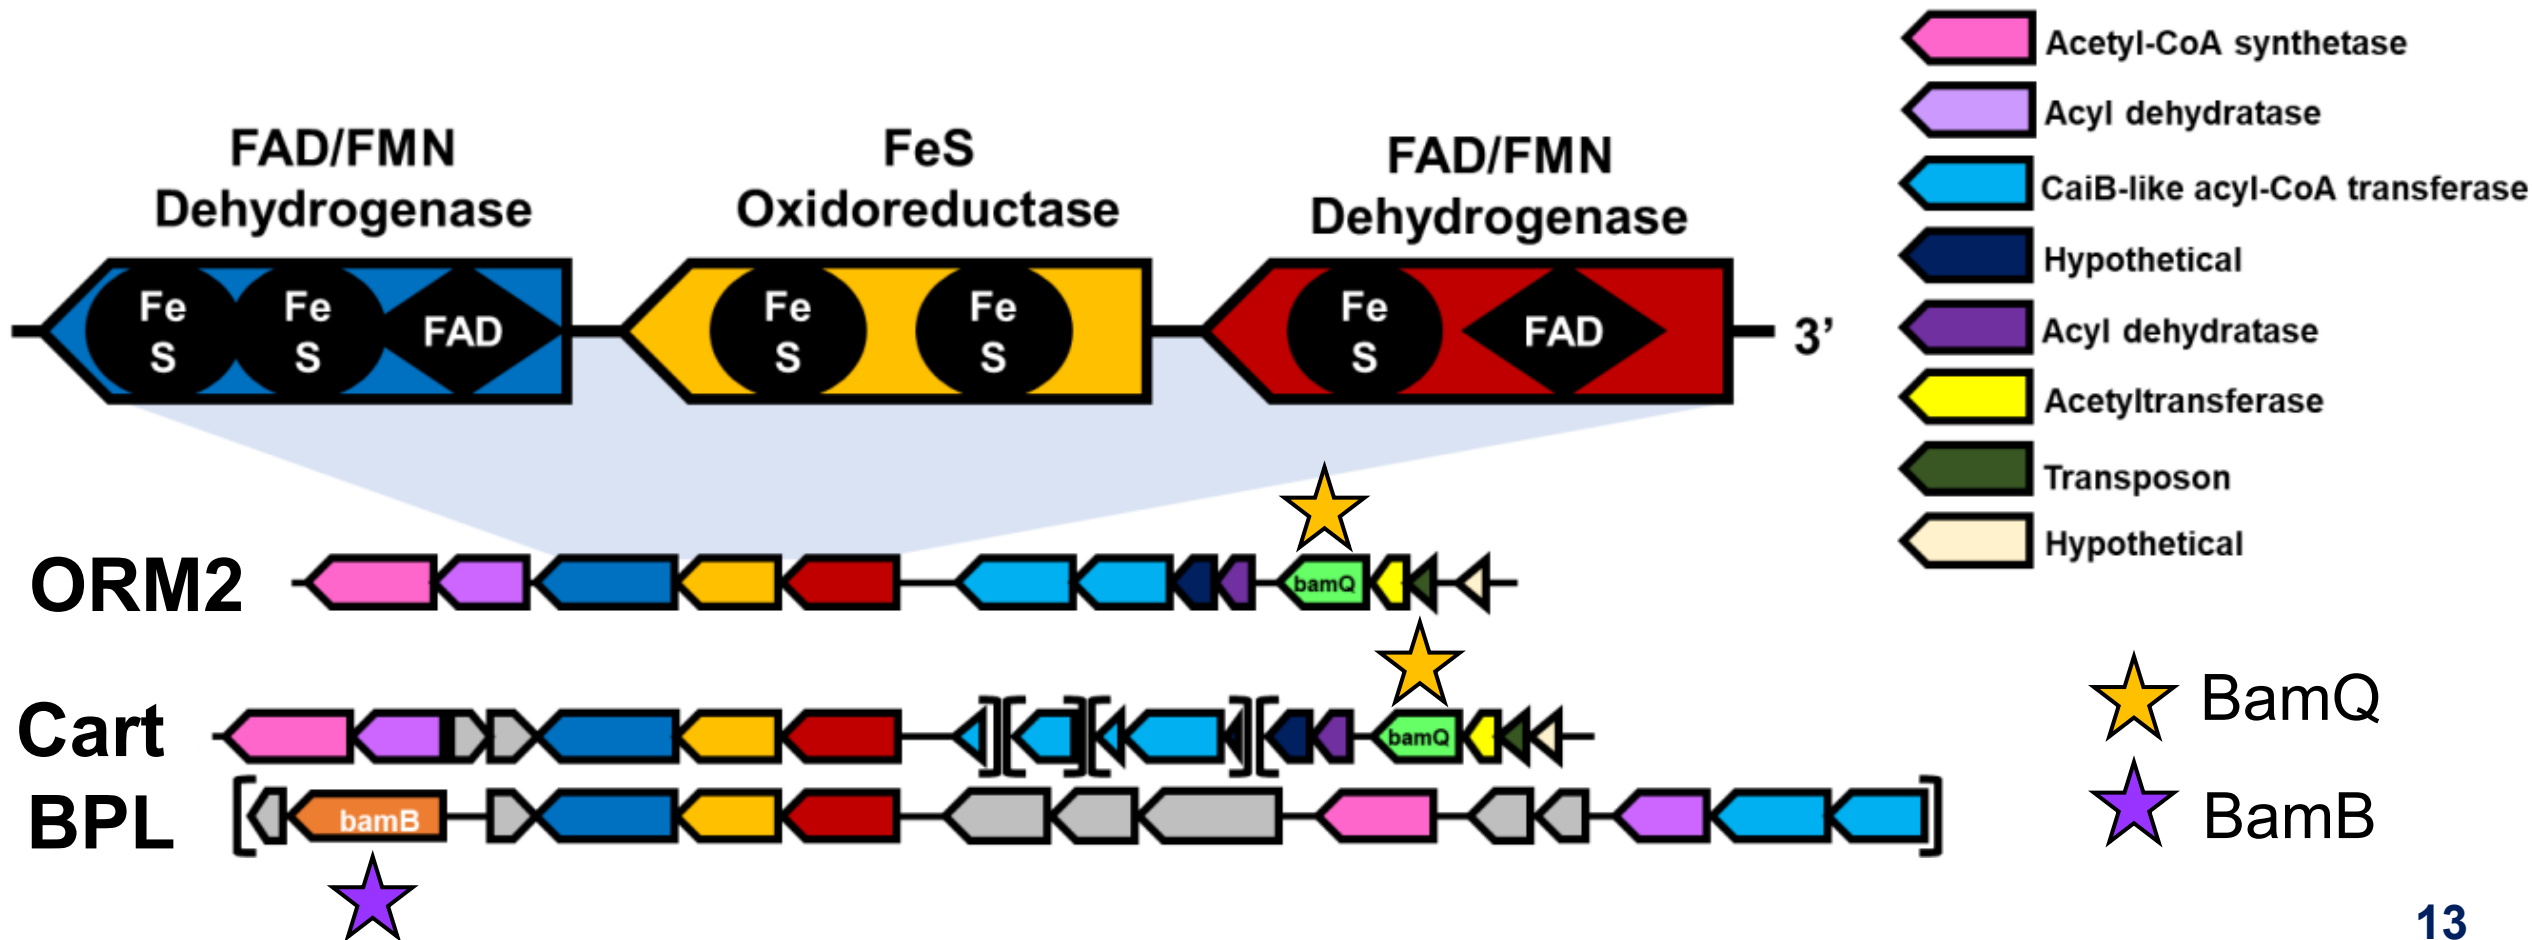 FAD/FMN
Dehydrogenase
FeS
Oxidoreductase
FAD/FMN
Dehydrogenase
Fe
S
Fe
S
FAD
Fe
S
Fe
S
Fe
S
FAD
3’
Acetyl-CoA synthetase
Acyl dehydratase
CaiB-like acyl-CoA transferase
Hypothetical
Acyl dehydratase
Acetyltransferase
Transposon
Hypothetical
ORM2
bamQ
Cart
bamQ
BPL
bamB
BamQ
BamB
13